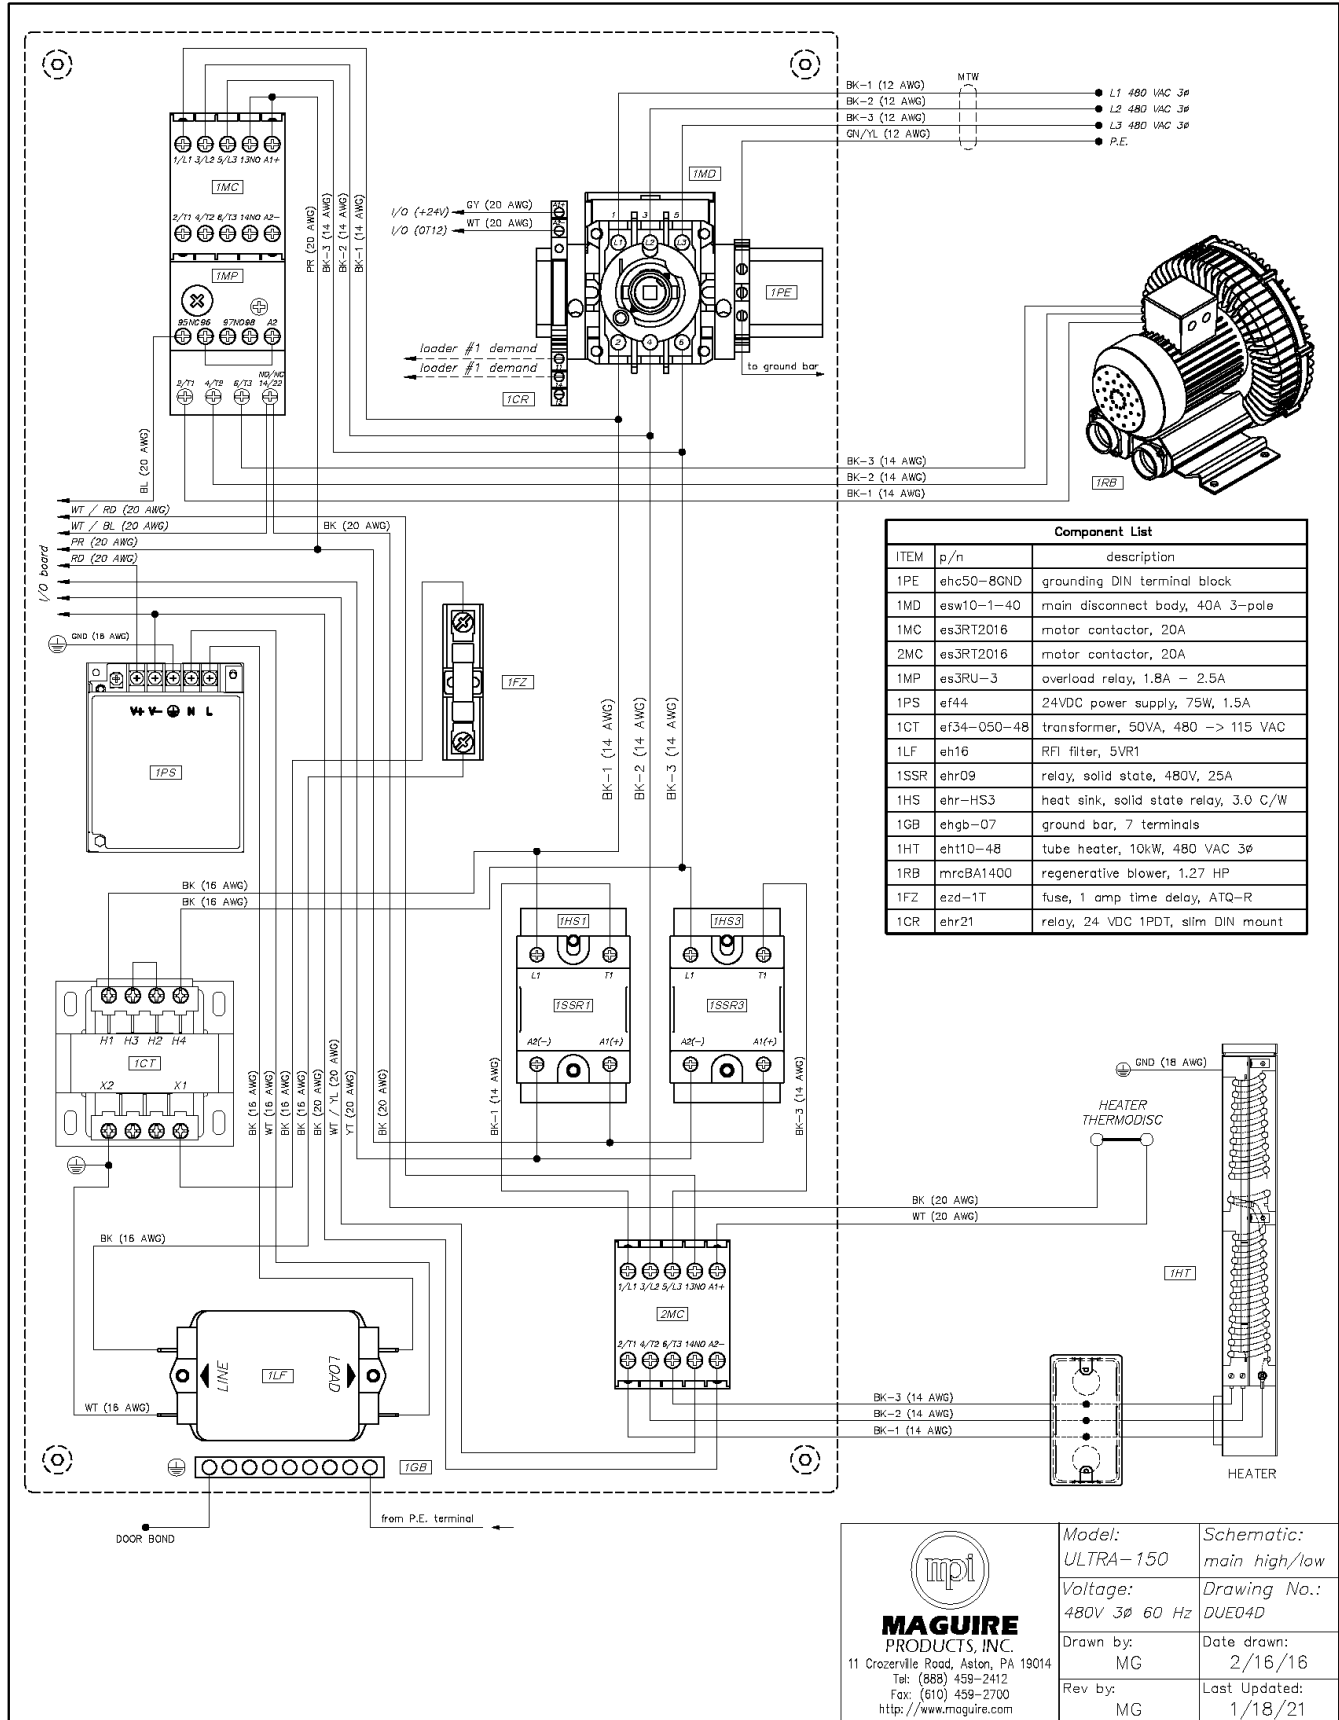 BK-1 (12 AWG)
BK-2 (12 AWG)
BK-3 (12 AWG)
GN/YL (12 AWG)
MTW
L1 480 VAC 3ø
L2 480 VAC 3ø
L3 480 VAC 3ø
P.E.
1/L1 3/L2 5/L3 13NO A1+
1MC
2/T1 4/T2 6/T3 14NO A2-
1MP
95 NC 96 97 NO 98 A2
NO/NC
2/T1 4/T2 6/T3 14/22
PR (20 AWG)
BK-3 (14 AWG)
BK-2 (14 AWG)
BK-1 (14 AWG)
I/O (+24V)
GY (20 AWG)
I/O (OT12)
WT (20 AWG)
A1+
A2-
1MD
1 3 5
L1 L2 L3
2 4 6
1PE
loader #1 demand
loader #1 demand
11
14
12
1CR
to ground bar
1RB
BK-3 (14 AWG)
BK-2 (14 AWG)
BK-1 (14 AWG)
BL (20 AWG)
WT / RD (20 AWG)
WT / BL (20 AWG)
PR (20 AWG)
RD (20 AWG)
I/O board
BK (20 AWG)
GND (18 AWG)
V+ V- N L
1PS
1FZ
BK-1 (14 AWG)
BK-2 (14 AWG)
BK-3 (14 AWG)
Component List
ITEM p/n description
1PE ehc50-8GND grounding DIN terminal block
1MD esw10-1-40 main disconnect body, 40A 3-pole
1MC es3RT2016 motor contactor, 20A
2MC es3RT2016 motor contactor, 20A
1MP es3RU-3 overload relay, 1.8A - 2.5A
1PS ef44 24VDC power supply, 75W, 1.5A
1CT ef34-050-48 transformer, 50VA, 480 -> 115 VAC
1LF eh16 RFI filter, 5VR1
1SSR ehr09 relay, solid state, 480V, 25A
1HS ehr-HS3 heat sink, solid state relay, 3.0 C/W
1GB ehgb-07 ground bar, 7 terminals
1HT eht10-48 tube heater, 10kW, 480 VAC 3ø
1RB mrcBA1400 regenerative blower, 1.27 HP
1FZ ezd-1T fuse, 1 amp time delay, ATQ-R
1CR ehr21 relay, 24 VDC 1PDT, slim DIN mount
BK (16 AWG)
BK (16 AWG)
H1 H3 H2 H4
1CT
X2 X1
1HS1
L1 T1
1SSR1
A2(-) A1(+)
1HS3
L1 T1
1SSR3
A2(-) A1(+)
BK (16 AWG)
WT (16 AWG)
BK (16 AWG)
BK (16 AWG)
BK (20 AWG)
WT / YL (20 AWG)
YT (20 AWG)
BK (20 AWG)
BK-1 (14 AWG)
BK-3 (14 AWG)
GND (18 AWG)
HEATER
THERMODISC
BK (20 AWG)
WT (20 AWG)
BK (16 AWG)
1/L1 3/L2 5/L3 13NO A1+
2MC
2/T1 4/T2 6/T3 14NO A2-
1HT
LINE
1LF
LOAD
WT (16 AWG)
BK-3 (14 AWG)
BK-2 (14 AWG)
BK-1 (14 AWG)
HEATER
1GB
DOOR BOND
from P.E. terminal
mpi
MAGUIRE
PRODUCTS, INC.
11 Crozerville Road, Aston, PA 19014
Tel: (888) 459-2412
Fax: (610) 459-2700
http://www.maguire.com
Model:
ULTRA-150
Schematic:
main high/low
Voltage:
480V 3ø 60 Hz
Drawing No.:
DUE04D
Drawn by:
MG
Date drawn:
2/16/16
Rev by:
MG
Last Updated:
1/18/21